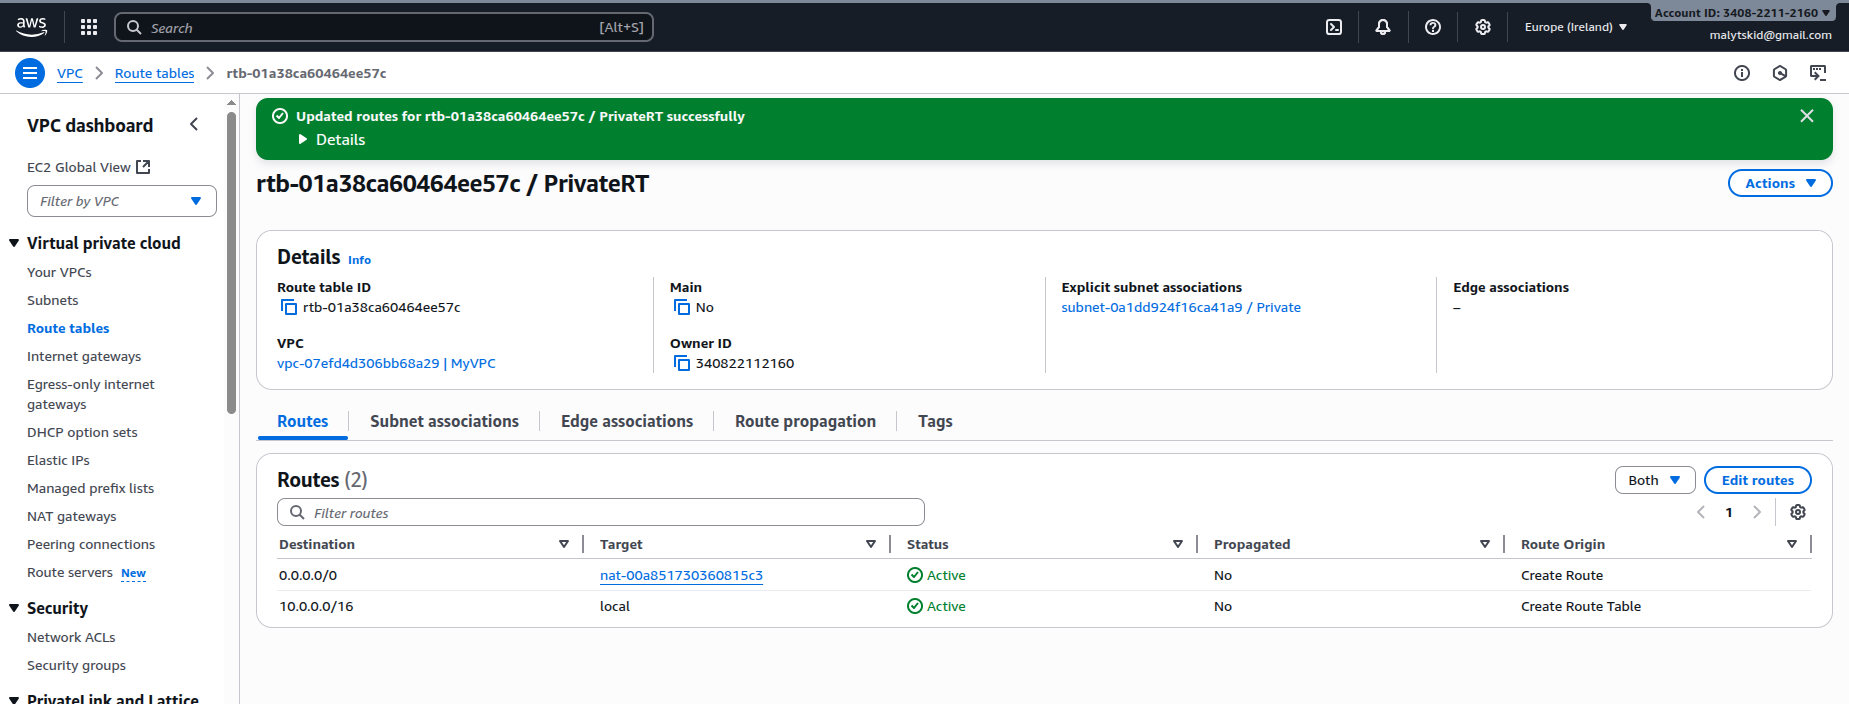 aws
Search
[Alt+S]
Europe (Ireland)
Account ID: 3408-2211-2160
malytskid@gmail.com
VPC
Route tables
rtb-01a38ca60464ee57c
VPC dashboard
EC2 Global View
Filter by VPC
Virtual private cloud
Your VPCs
Subnets
Route tables
Internet gateways
Egress-only internet
gateways
DHCP option sets
Elastic IPs
Managed prefix lists
NAT gateways
Peering connections
Route servers New
Security
Network ACLs
Security groups
PrivateLink and Lattice
Updated routes for rtb-01a38ca60464ee57c / PrivateRT successfully
Details
rtb-01a38ca60464ee57c / PrivateRT
Actions
Details Info
Route table ID
rtb-01a38ca60464ee57c
Main
No
Explicit subnet associations
subnet-0a1dd924f16ca41a9 / Private
Edge associations
–
VPC
vpc-07efd4d306bb68a29 | MyVPC
Owner ID
340822112160
Routes
Subnet associations
Edge associations
Route propagation
Tags
Routes (2)
Both
Edit routes
Filter routes
1
Destination Target Status Propagated Route Origin
0.0.0.0/0 nat-00a851730360815c3 Active No Create Route
10.0.0.0/16 local Active No Create Route Table